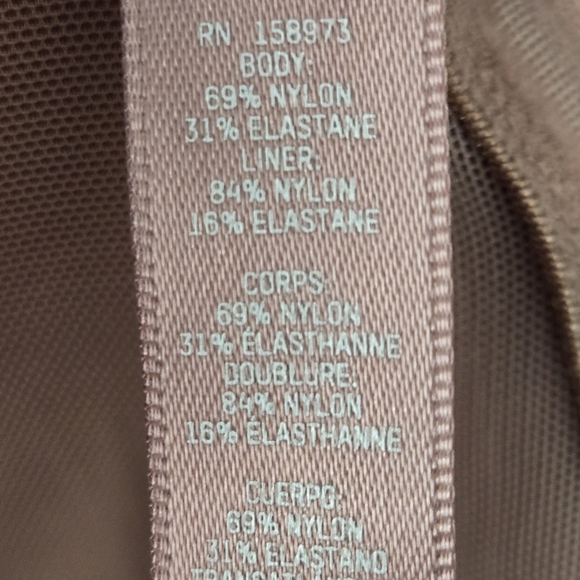 RN 158973
BODY:
69% NYLON
31% ELASTANE
LINER:
84% NYLON
16% ELASTANE
CORPS:
69% NYLON
31% ÉLASTHANNE
DOUBLURE:
84% NYLON
16% ÉLASTHANNE
CUERPO:
69% NYLON
31% ELASTANO